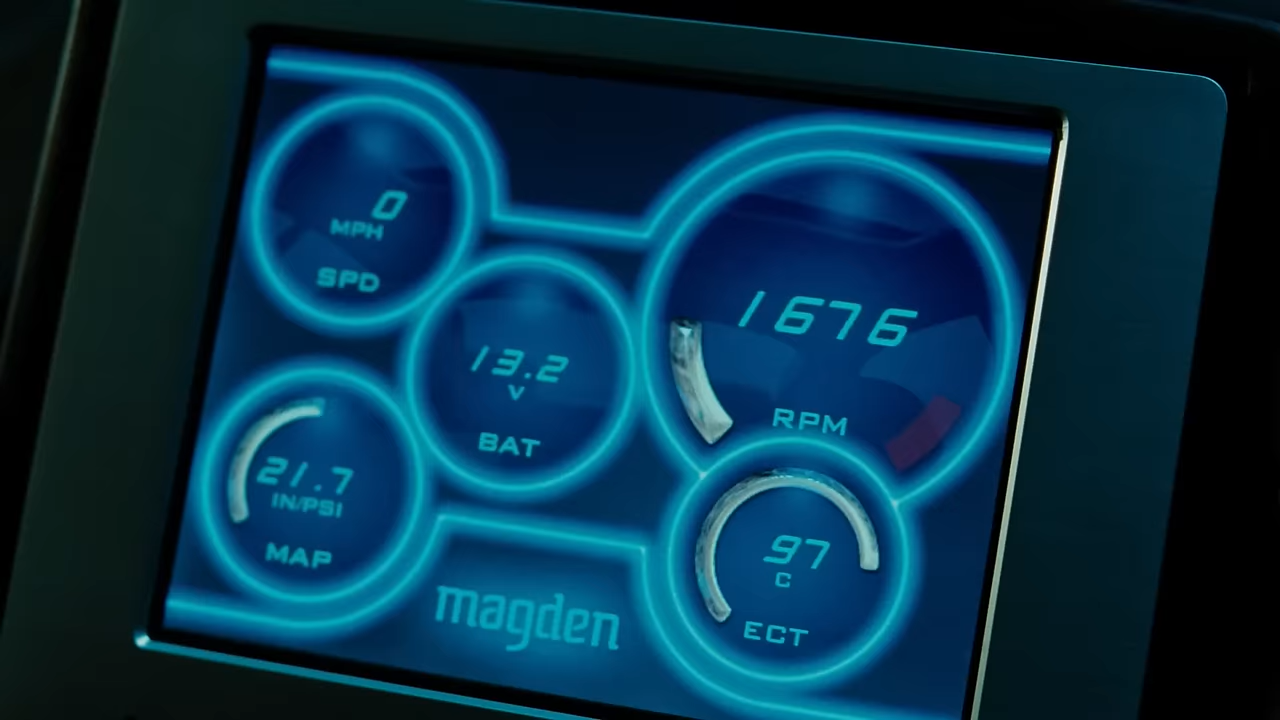 0
MPH
SPD
13.2
V
BAT
1676
RPM
21.7
IN/PSI
MAP
97
C
ECT
magden